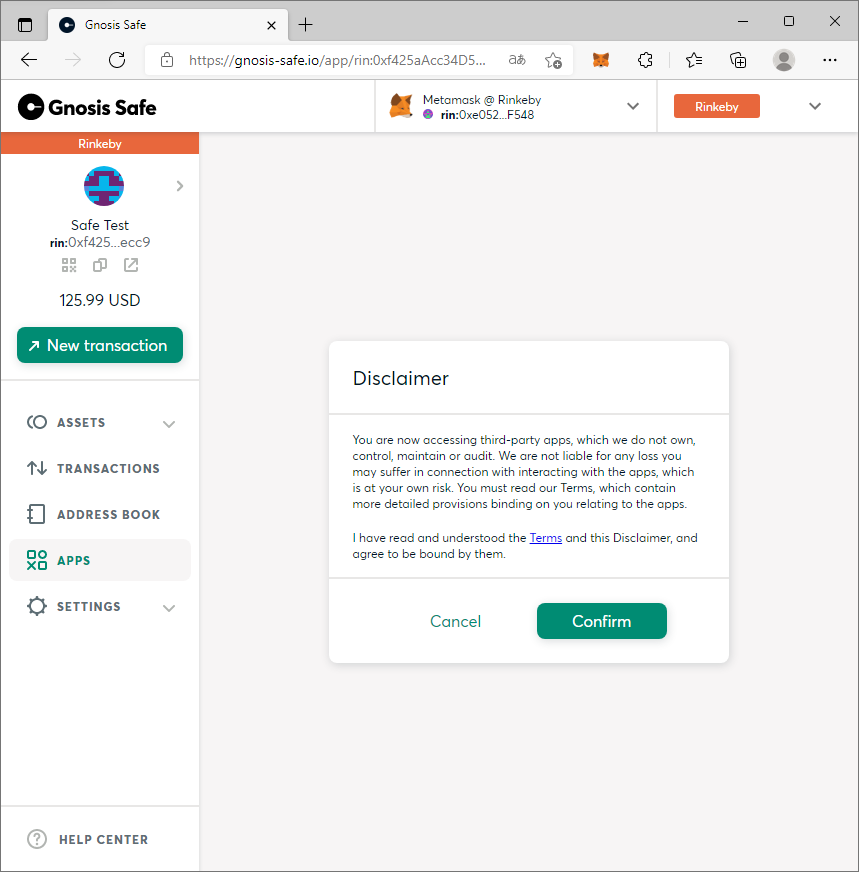 Gnosis Safe
https://gnosis-safe.io/app/rin:0xf425aAcc34D5...
aあ
Gnosis Safe
Metamask @ Rinkeby
rin:0xe052...F548
Rinkeby
Rinkeby
Safe Test
rin:0xf425...ecc9
125.99 USD
New transaction
ASSETS
TRANSACTIONS
ADDRESS BOOK
APPS
SETTINGS
HELP CENTER
Disclaimer
You are now accessing third-party apps, which we do not own,
control, maintain or audit. We are not liable for any loss you
may suffer in connection with interacting with the apps, which
is at your own risk. You must read our Terms, which contain
more detailed provisions binding on you relating to the apps.
I have read and understood the Terms and this Disclaimer, and
agree to be bound by them.
Cancel
Confirm